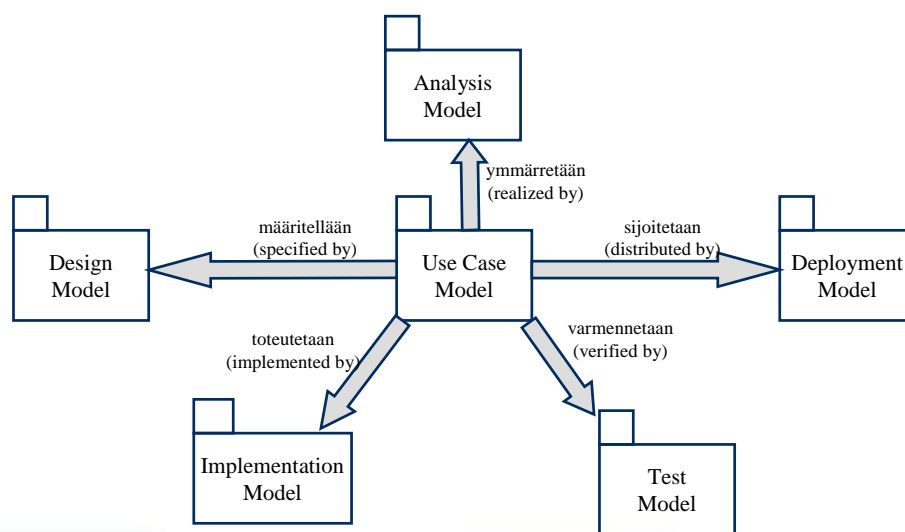 Analysis
Model
ymmärretään
(realized by)
määritellään
(specified by)
sijoitetaan
(distributed by)
Design
Model
Use Case
Model
Deployment
Model
toteutetaan
(implemented by)
varmennetaan
(verified by)
Implementation
Model
Test
Model